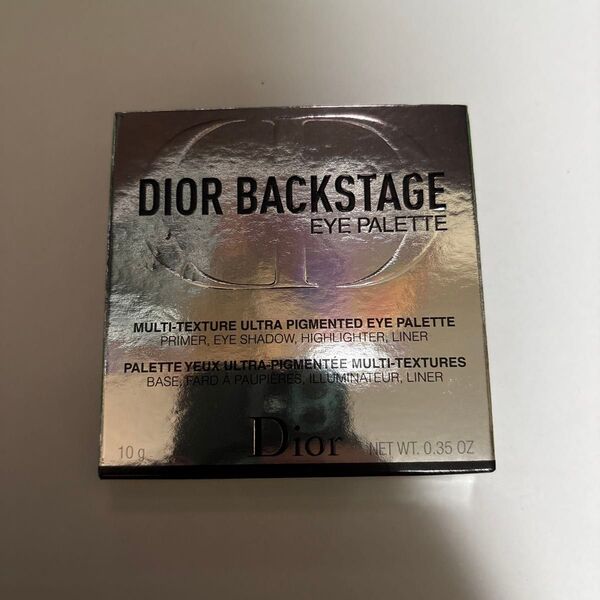 DIOR BACKSTAGE
EYE PALETTE
MULTI-TEXTURE ULTRA PIGMENTED EYE PALETTE
PRIMER, EYE SHADOW, HIGHLIGHTER, LINER
PALETTE YEUX ULTRA-PIGMENTÉE MULTI-TEXTURES
BASE, FARD À PAUPIÈRES, ILLUMINATEUR, LINER
10 g Dior NET WT. 0.35 OZ